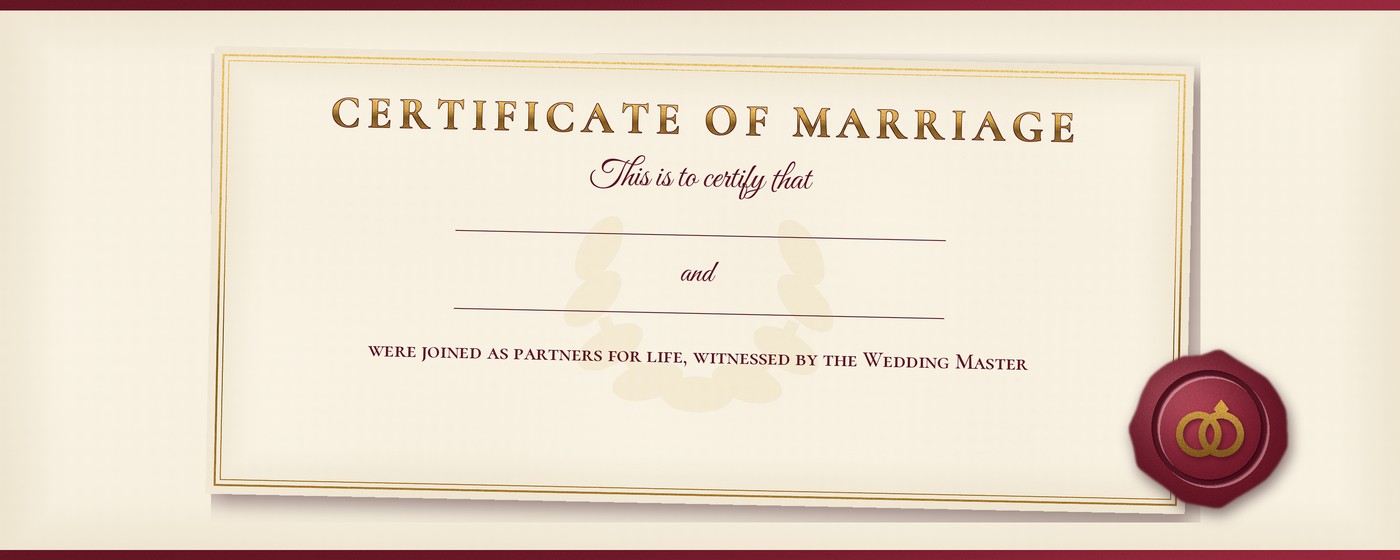 CERTIFICATE OF MARRIAGE
This is to certify that
and
were joined as partners for life, witnessed by the Wedding Master